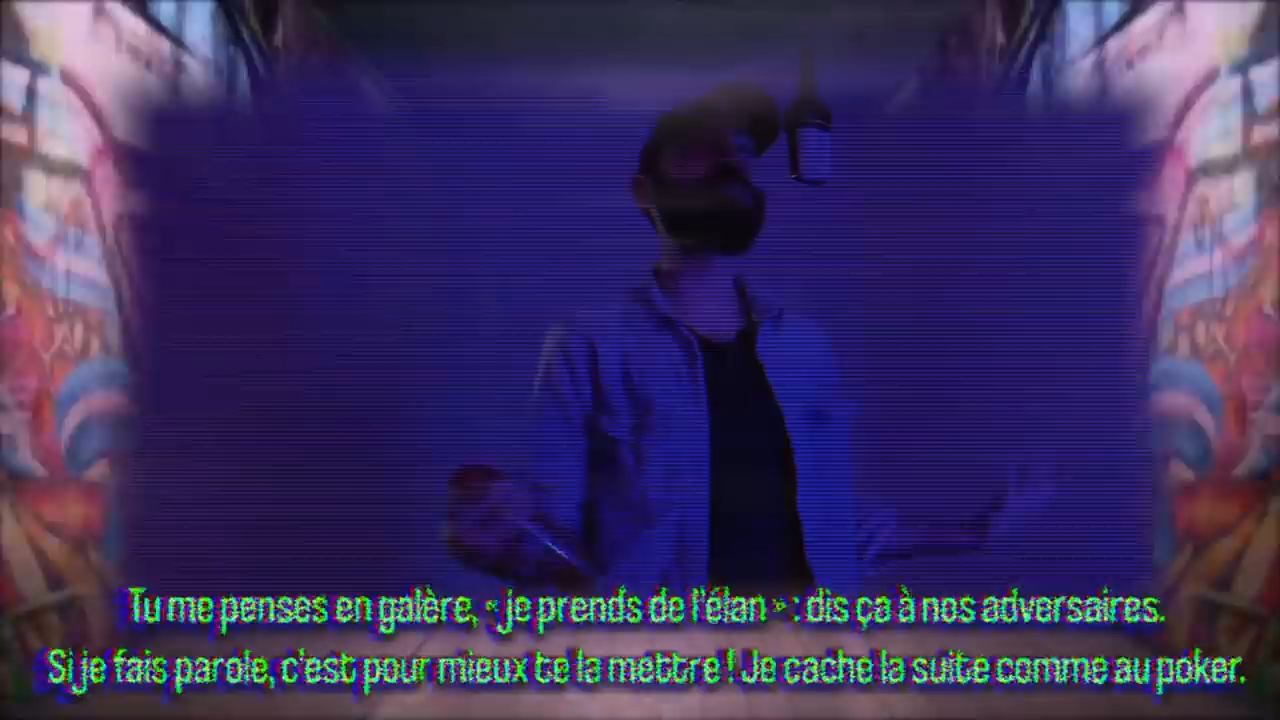 Tu me penses en galère, « je prends de l'élan » : dis ça à nos adversaires.
Si je fais parole, c'est pour mieux te la mettre ! Je cache la suite comme au poker.